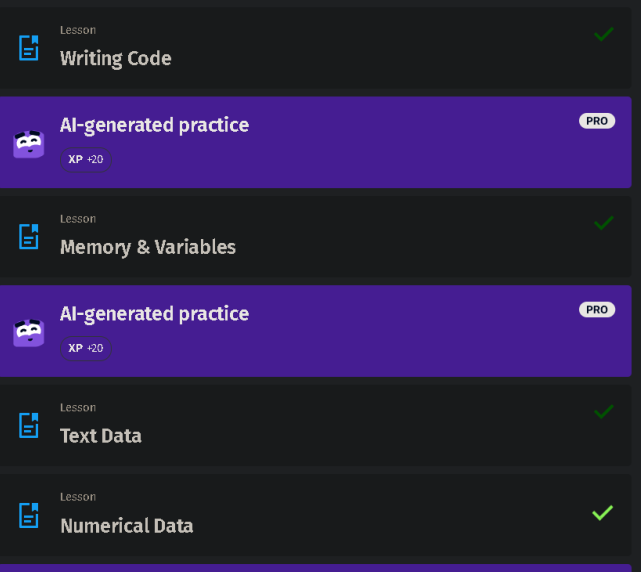 Lesson
Writing Code
AI-generated practice
PRO
XP +20
Lesson
Memory & Variables
AI-generated practice
PRO
XP +20
Lesson
Text Data
Lesson
Numerical Data